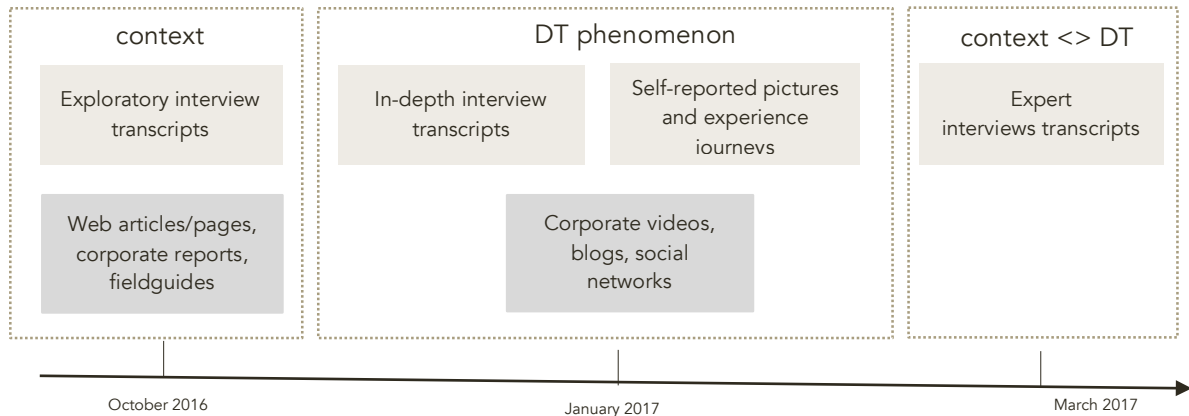 context
Exploratory interview
transcripts
Web articles/pages,
corporate reports,
fieldguides
DT phenomenon
In-depth interview
transcripts
Self-reported pictures
and experience
journeys
Corporate videos,
blogs, social
networks
context <> DT
Expert
interviews transcripts
October 2016
January 2017
March 2017